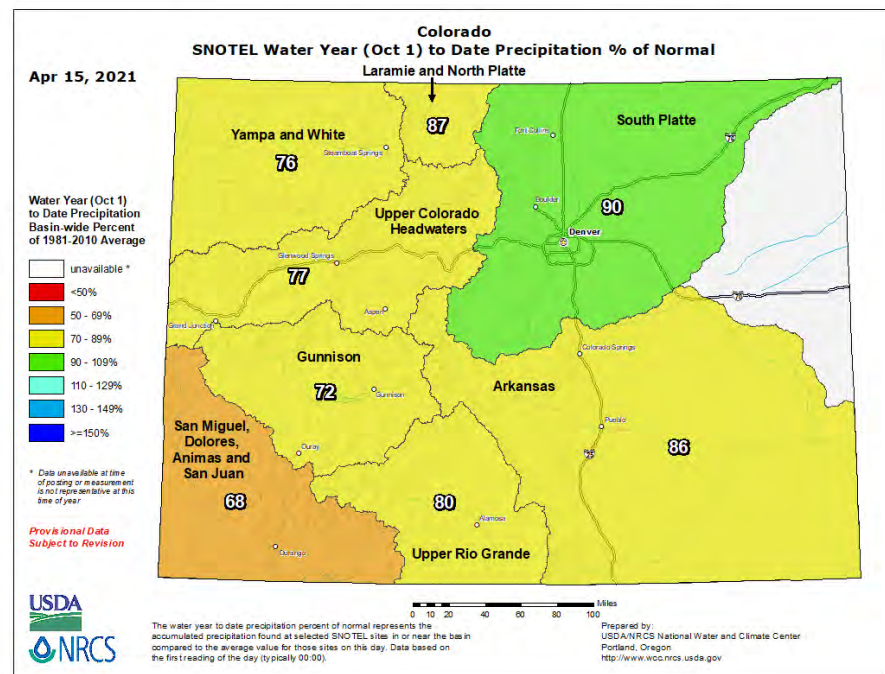 Colorado
SNOTEL Water Year (Oct 1) to Date Precipitation % of Normal
Apr 15, 2021
Laramie and North Platte
87
Yampa and White
76
Steamboat Springs
Fort Collins
South Platte
76
Boulder
90
Denver
Upper Colorado
Headwaters
Glenwood Springs
77
Aspen
Grand Junction
70
Gunnison
72
Gunnison
Ouray
Colorado Springs
Arkansas
Pueblo
86
25
San Miguel,
Dolores,
Animas and
San Juan
68
Durango
80
Alamosa
Upper Rio Grande
Water Year (Oct 1)
to Date Precipitation
Basin-wide Percent
of 1981-2010 Average
unavailable *
<50%
50 - 69%
70 - 89%
90 - 109%
110 - 129%
130 - 149%
>=150%
* Data unavailable at time
of posting or measurement
is not representative at this
time of year
Provisional Data
Subject to Revision
USDA
NRCS
Miles
0 10 20 40 60 80 100
The water year to date precipitation percent of normal represents the
accumulated precipitation found at selected SNOTEL sites in or near the basin
compared to the average value for those sites on this day. Data based on
the first reading of the day (typically 00:00).
Prepared by:
USDA/NRCS National Water and Climate Center
Portland, Oregon
http://www.wcc.nrcs.usda.gov